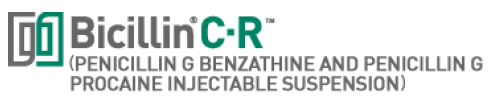 Bicillin® C-R™
(PENICILLIN G BENZATHINE AND PENICILLIN G
PROCAINE INJECTABLE SUSPENSION)